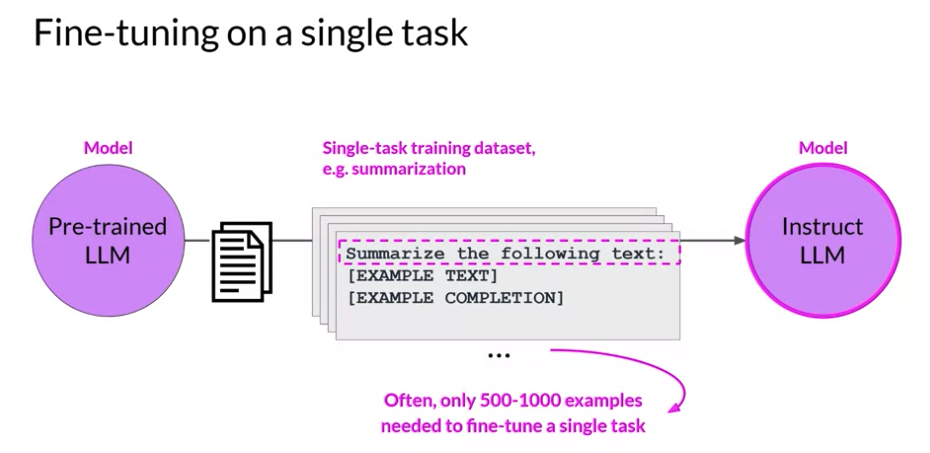 Fine-tuning on a single task
Model
Pre-trained
LLM
Single-task training dataset,
e.g. summarization
Summarize the following text:
[EXAMPLE TEXT]
[EXAMPLE COMPLETION]
...
Often, only 500-1000 examples
needed to fine-tune a single task
Model
Instruct
LLM